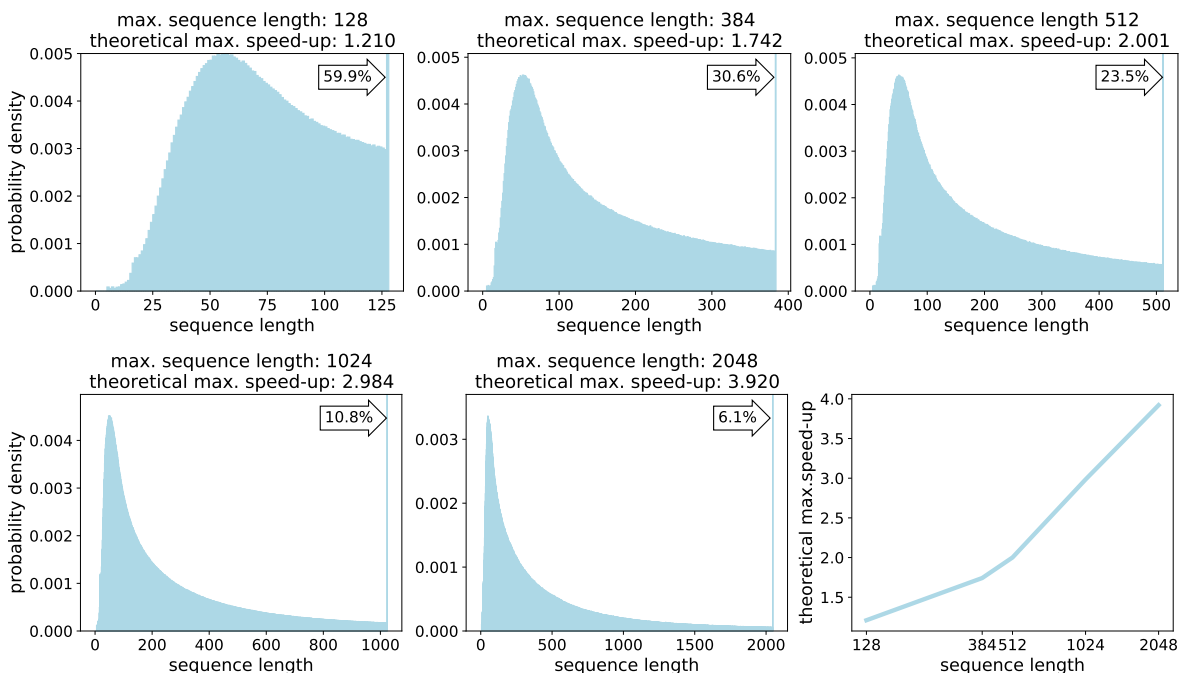 max. sequence length: 128
theoretical max. speed-up: 1.210
59.9%
0.005
0.004
0.003
0.002
0.001
0.000
probability density
0 25 50 75 100 125
sequence length
max. sequence length: 384
theoretical max. speed-up: 1.742
30.6%
0.005
0.004
0.003
0.002
0.001
0.000
0 100 200 300 400
sequence length
max. sequence length 512
theoretical max. speed-up: 2.001
23.5%
0.005
0.004
0.003
0.002
0.001
0.000
0 100 200 300 400 500
sequence length
max. sequence length: 1024
theoretical max. speed-up: 2.984
10.8%
0.004
0.003
0.002
0.001
0.000
probability density
0 200 400 600 800 1000
sequence length
max. sequence length: 2048
theoretical max. speed-up: 3.920
6.1%
0.003
0.002
0.001
0.000
0 500 1000 1500 2000
sequence length
4.0
3.5
3.0
2.5
2.0
1.5
theoretical max.speed-up
128 384 512 1024 2048
sequence length